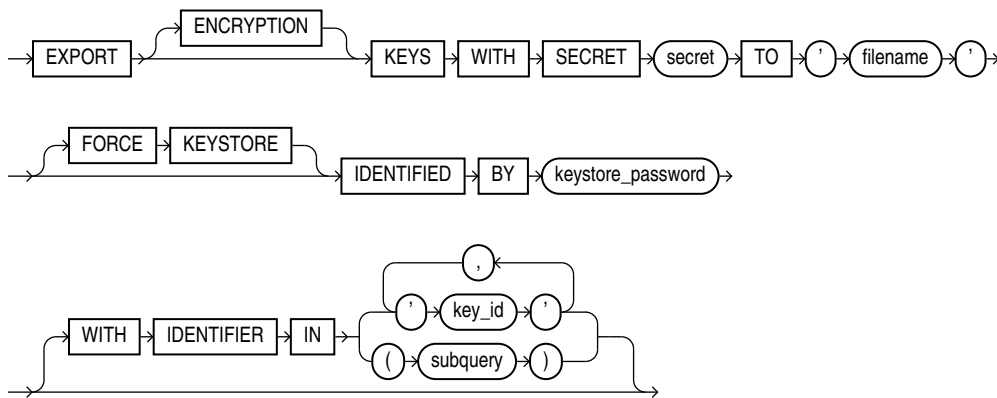 ENCRYPTION
EXPORT KEYS WITH SECRET secret TO ' filename '
FORCE KEYSTORE
IDENTIFIED BY keystore_password
,
WITH IDENTIFIER IN ' key_id '
( subquery )